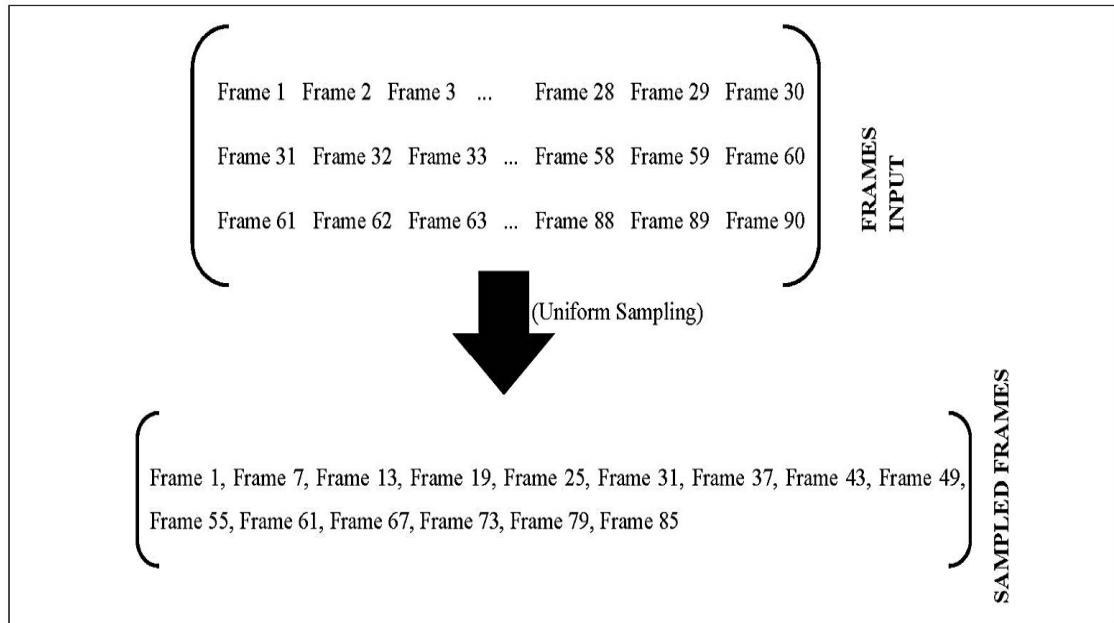 Frame 1 Frame 2 Frame 3 ... Frame 28 Frame 29 Frame 30
Frame 31 Frame 32 Frame 33 ... Frame 58 Frame 59 Frame 60
Frame 61 Frame 62 Frame 63 ... Frame 88 Frame 89 Frame 90
FRAMES
INPUT
(Uniform Sampling)
Frame 1, Frame 7, Frame 13, Frame 19, Frame 25, Frame 31, Frame 37, Frame 43, Frame 49,
Frame 55, Frame 61, Frame 67, Frame 73, Frame 79, Frame 85
SAMPLED FRAMES